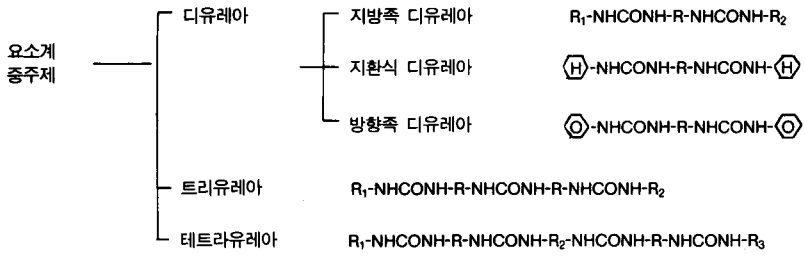 요소계
중주제
디유레아
지방족 디유레아 R₁-NHCONH-R-NHCONH-R₂
지환식 디유레아 H-NHCONH-R-NHCONH-H
방향족 디유레아 O-NHCONH-R-NHCONH-O
트리유레아 R₁-NHCONH-R-NHCONH-R-NHCONH-R₂
테트라유레아 R₁-NHCONH-R-NHCONH-R₂-NHCONH-R-NHCONH-R₃